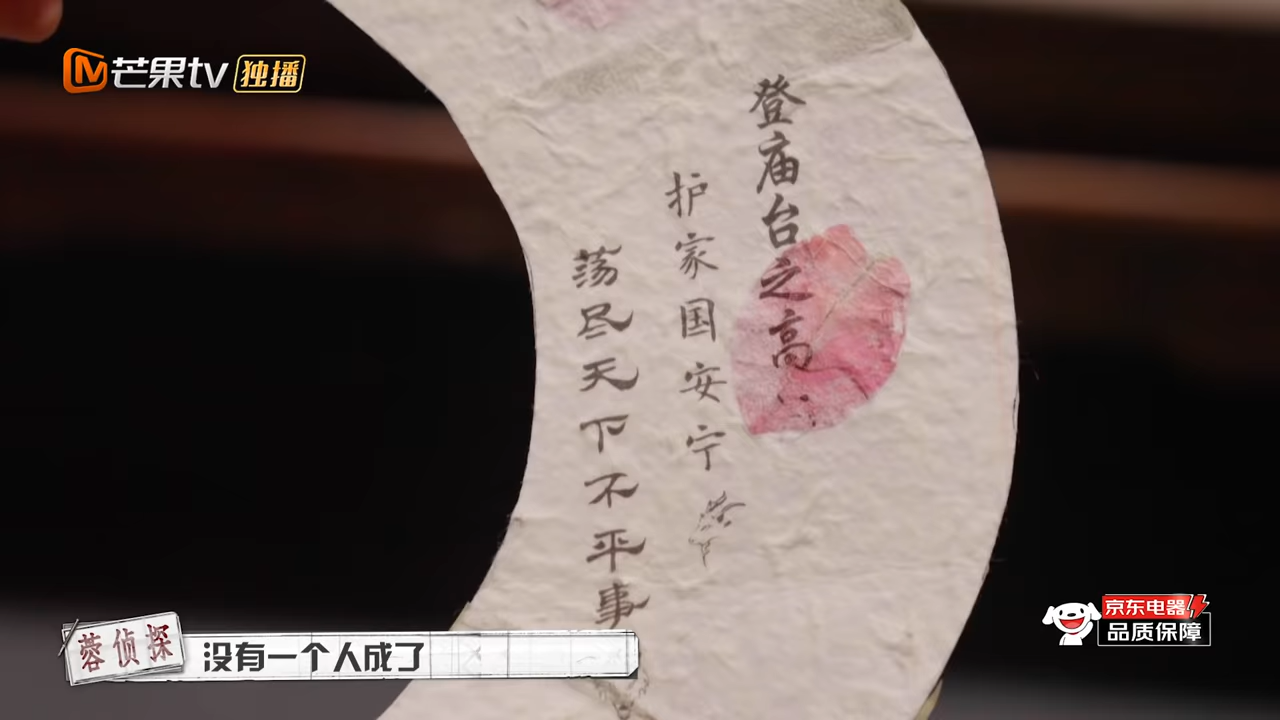 芒果tv 独播
登庙台之高
护家国安宁
荡尽天下不平事
蓉侦探
没有一个人成了
京东电器
品质保障